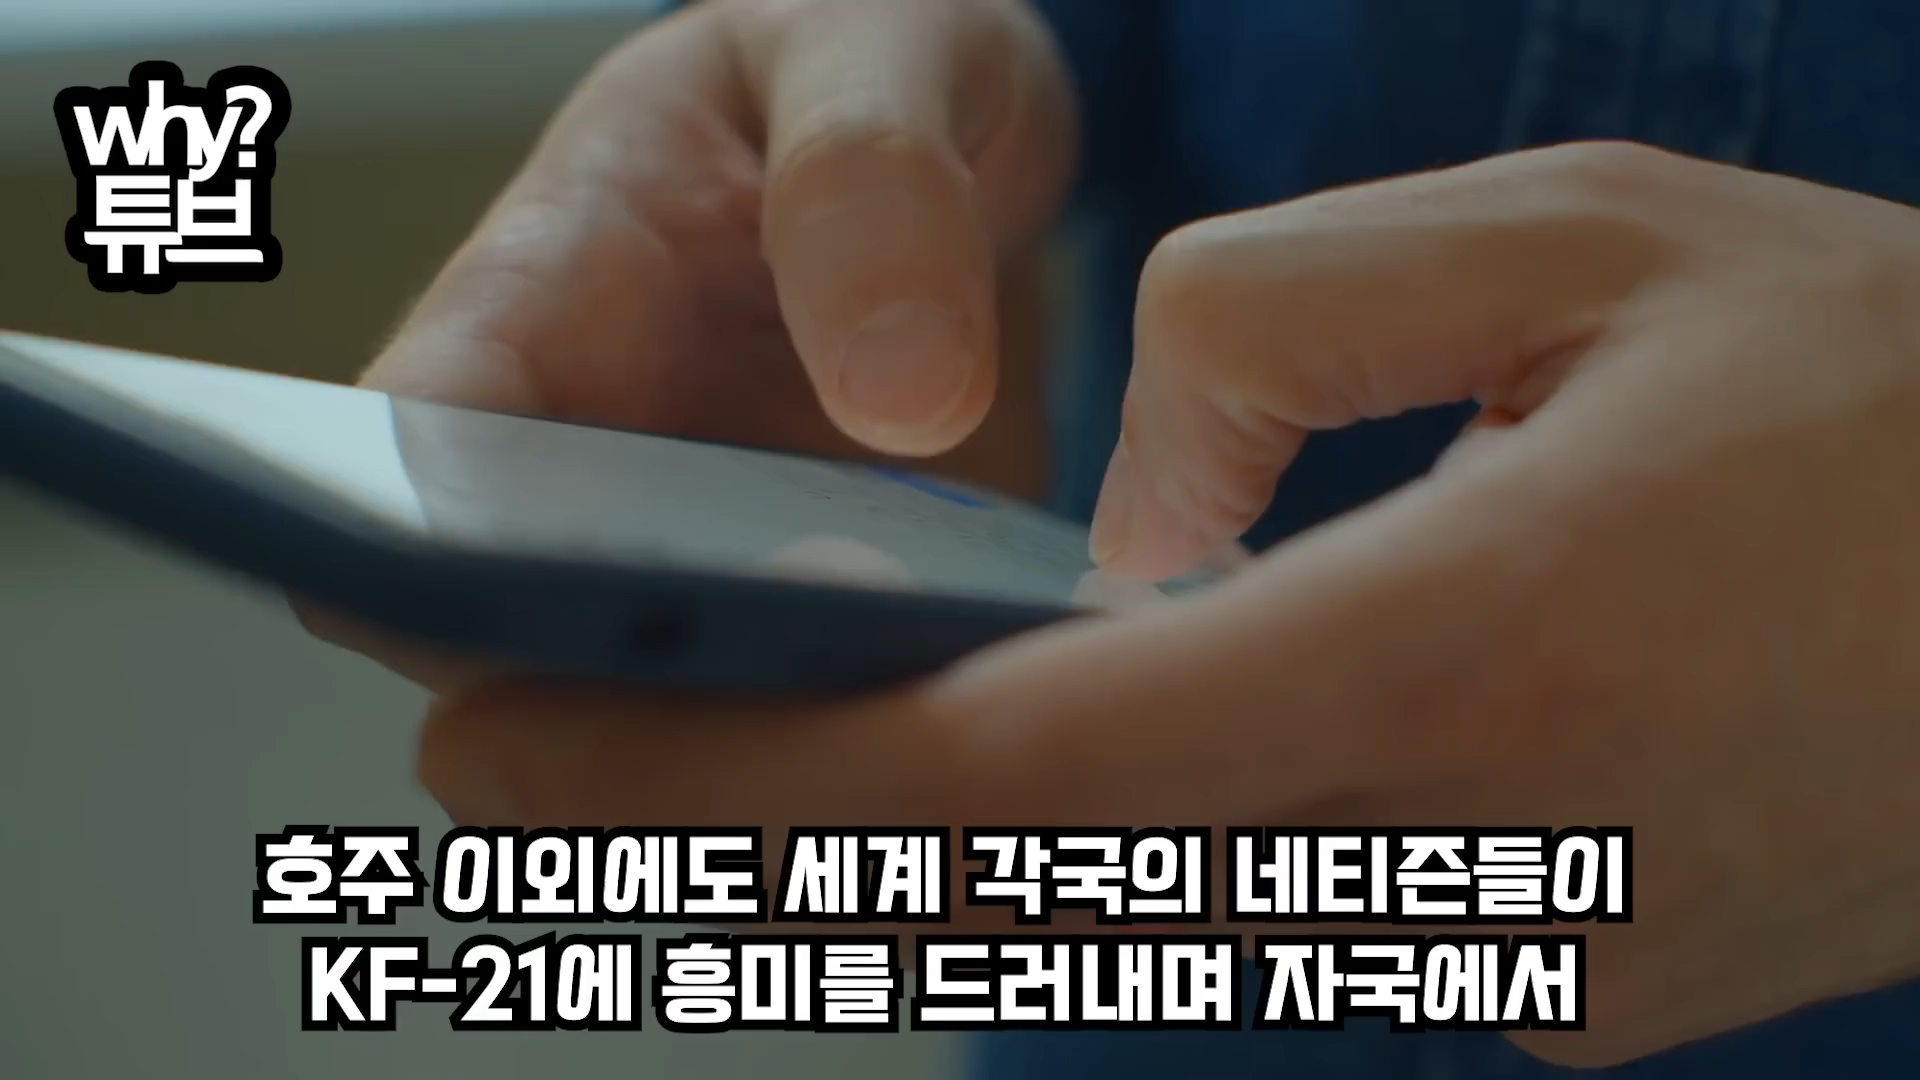 why?
튜브
호주 이외에도 세계 각국의 네티즌들이
KF-21에 흥미를 드러내며 자국에서